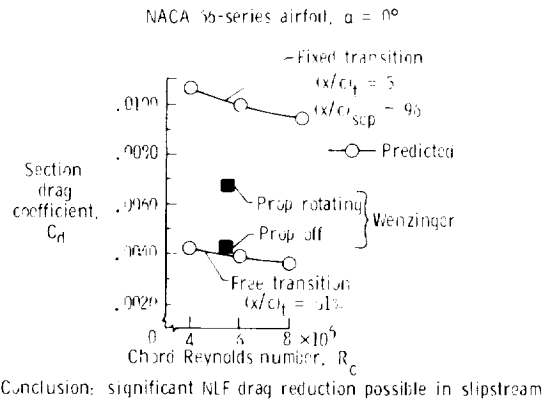 NACA 66-series airfoil, α = 0°
Fixed transition
(x/c)t = 5
(x/c)sep = 96
.0100
.0080
Predicted
Section
drag
coefficient,
Cd
.0060
Prop rotating
Wenzinger
Prop off
.0040
Free transition
(x/c)t = 61%
.0020
0 4 6 8 ×10⁶
Chord Reynolds number, Rc
Conclusion: significant NLF drag reduction possible in slipstream